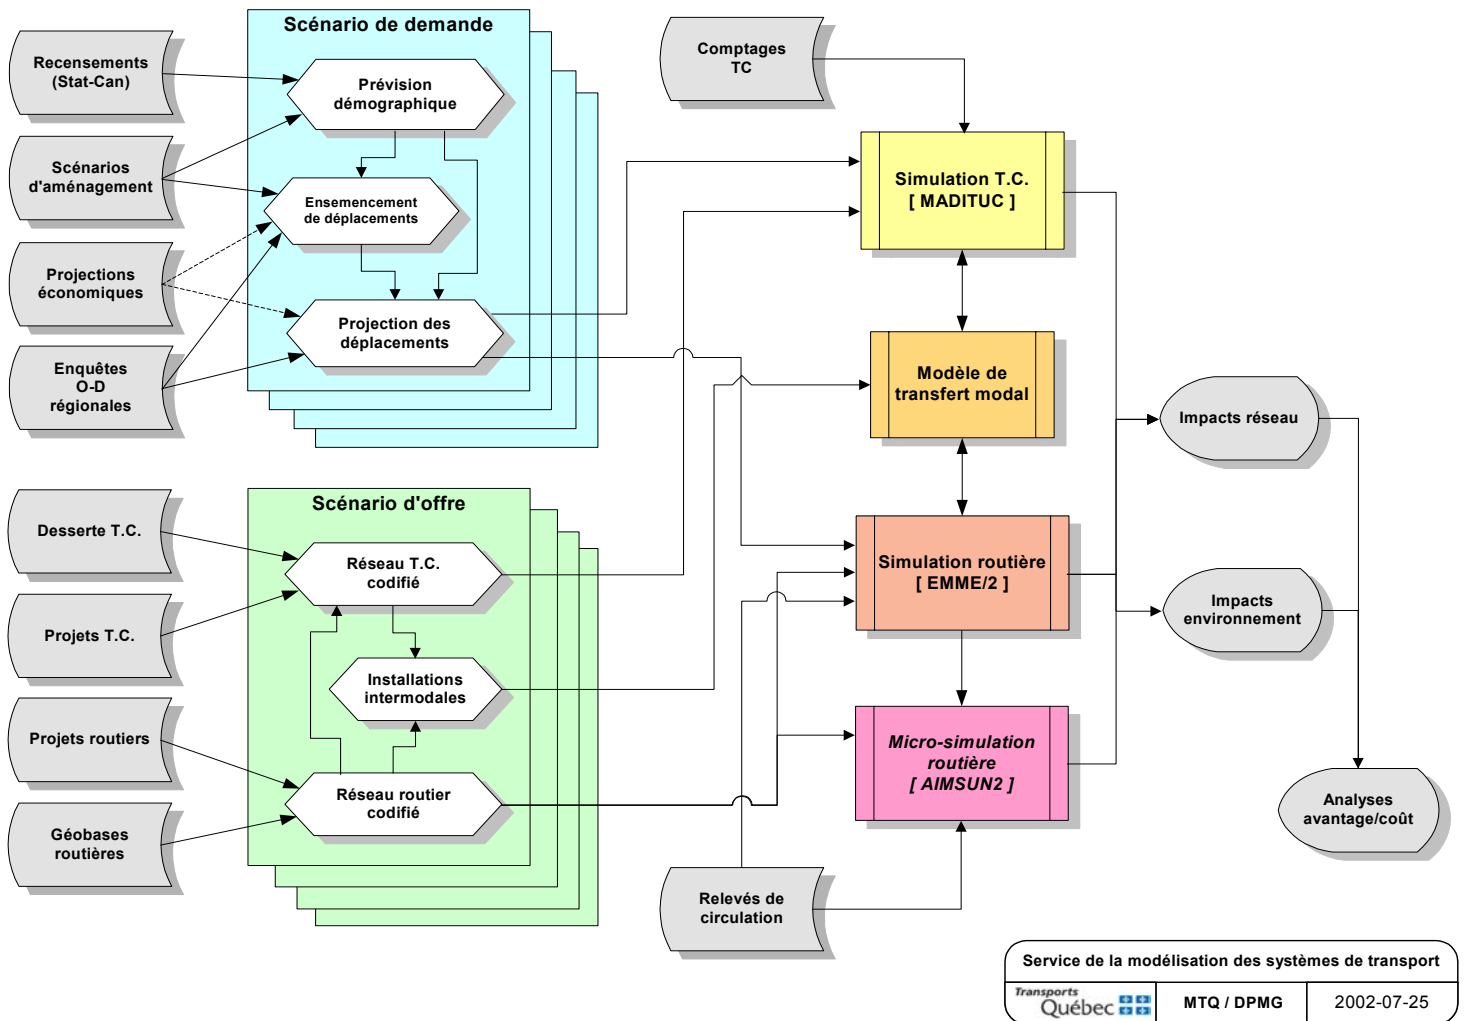 Scénario de demande
Recensements
(Stat-Can)
Scénarios
d'aménagement
Projections
économiques
Enquêtes
O-D
régionales
Prévision
démographique
Ensemencement
de déplacements
Projection des
déplacements
Scénario d'offre
Desserte T.C.
Projets T.C.
Projets routiers
Géobases
routières
Réseau T.C.
codifié
Installations
intermodales
Réseau routier
codifié
Comptages
TC
Simulation T.C.
[ MADITUC ]
Modèle de
transfert modal
Simulation routière
[ EMME/2 ]
Micro-simulation
routière
[ AIMSUN2 ]
Relevés de
circulation
Impacts réseau
Impacts
environnement
Analyses
avantage/coût
Service de la modélisation des systèmes de transport
Transports
Québec
MTQ / DPMG
2002-07-25